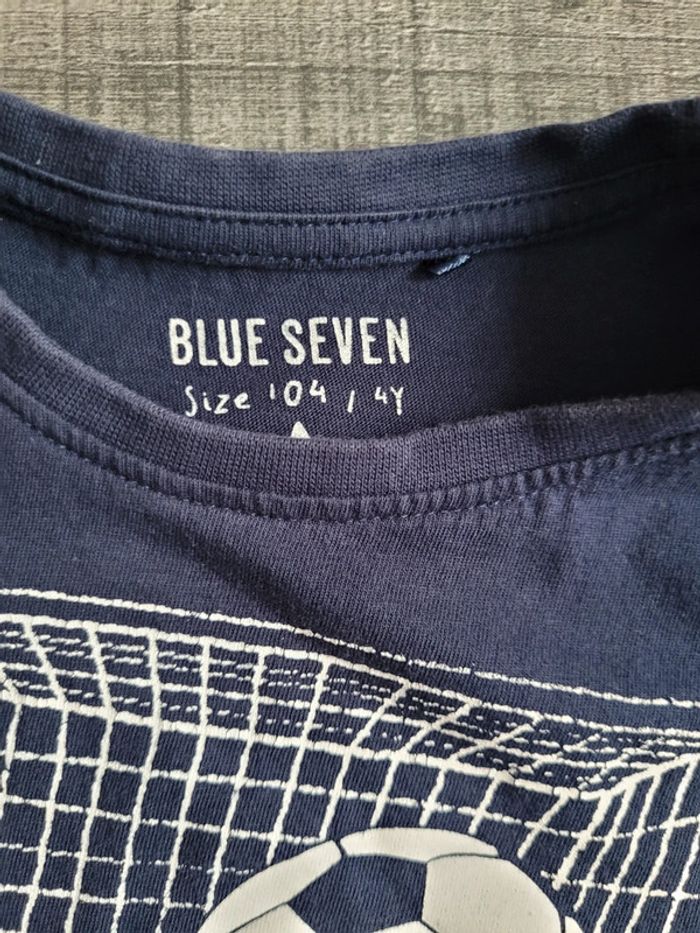 BLUE SEVEN
Size 104 / 4Y